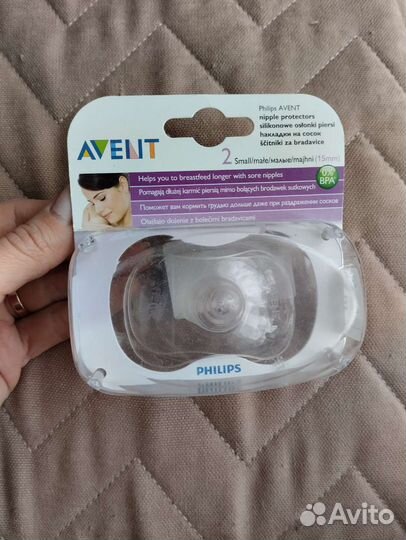 AVENT
Philips AVENT
nipple protectors
silikonowe osłonki piersi
накладки на сосок
ščitniki za bradavice
2 Small/małe/малые/majhni (15mm)
Helps you to breastfeed longer with sore nipples
Pomagają dłużej karmić piersią mimo bolących brodawek sutkowych
Поможет вам кормить грудью дольше даже при раздражении сосков
Olajšajo dojenje z bolečimi bradavicami
0%
BPA
PHILIPS
Avito